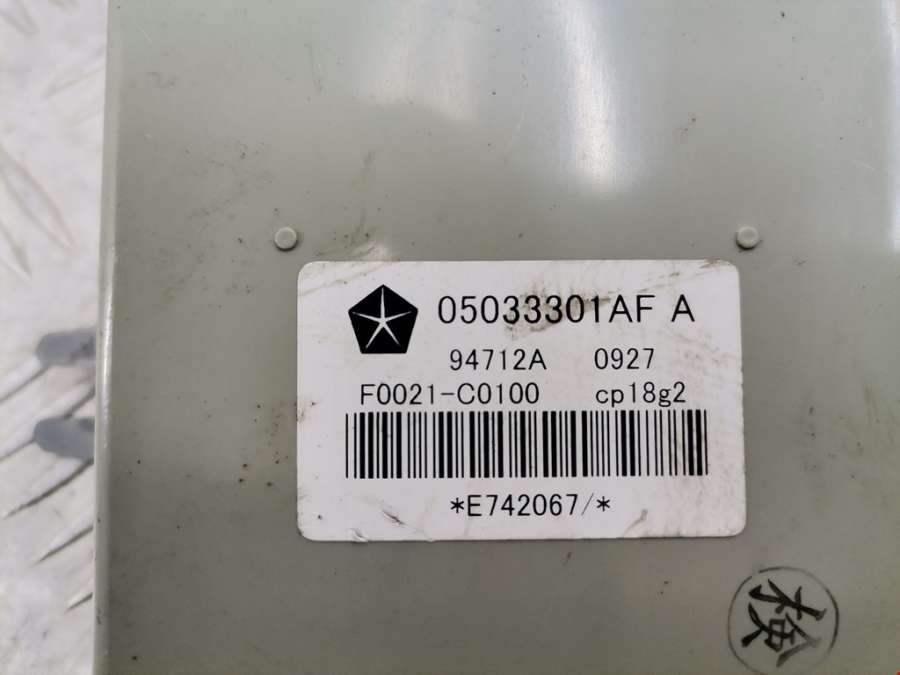 05033301AF A
94712A 0927
F0021-C0100 cp18g2
*E742067/*
検